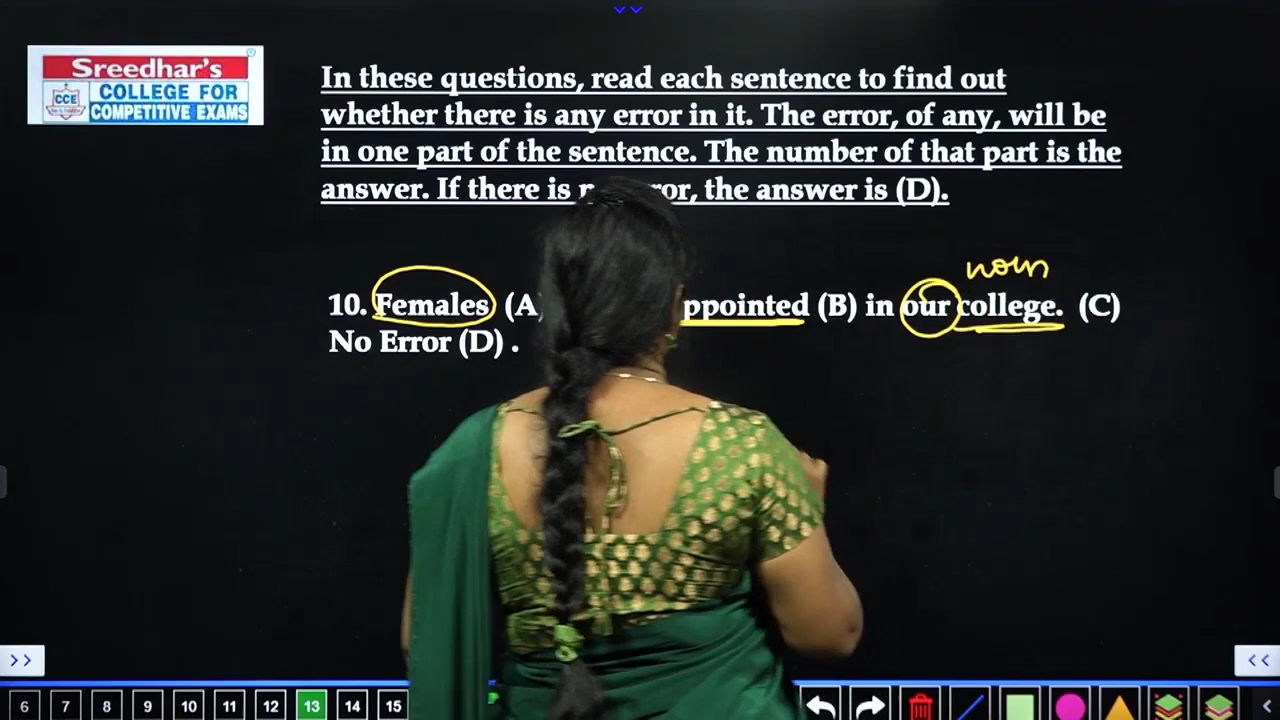 Sreedhar's
CCE
COLLEGE FOR
COMPETITIVE EXAMS
In these questions, read each sentence to find out
whether there is any error in it. The error, of any, will be
in one part of the sentence. The number of that part is the
answer. If there is error, the answer is (D).
noun
10. Females (A ppointed (B) in our college. (C)
No Error (D) .
>> <<
6 7 8 9 10 11 12 13 14 15